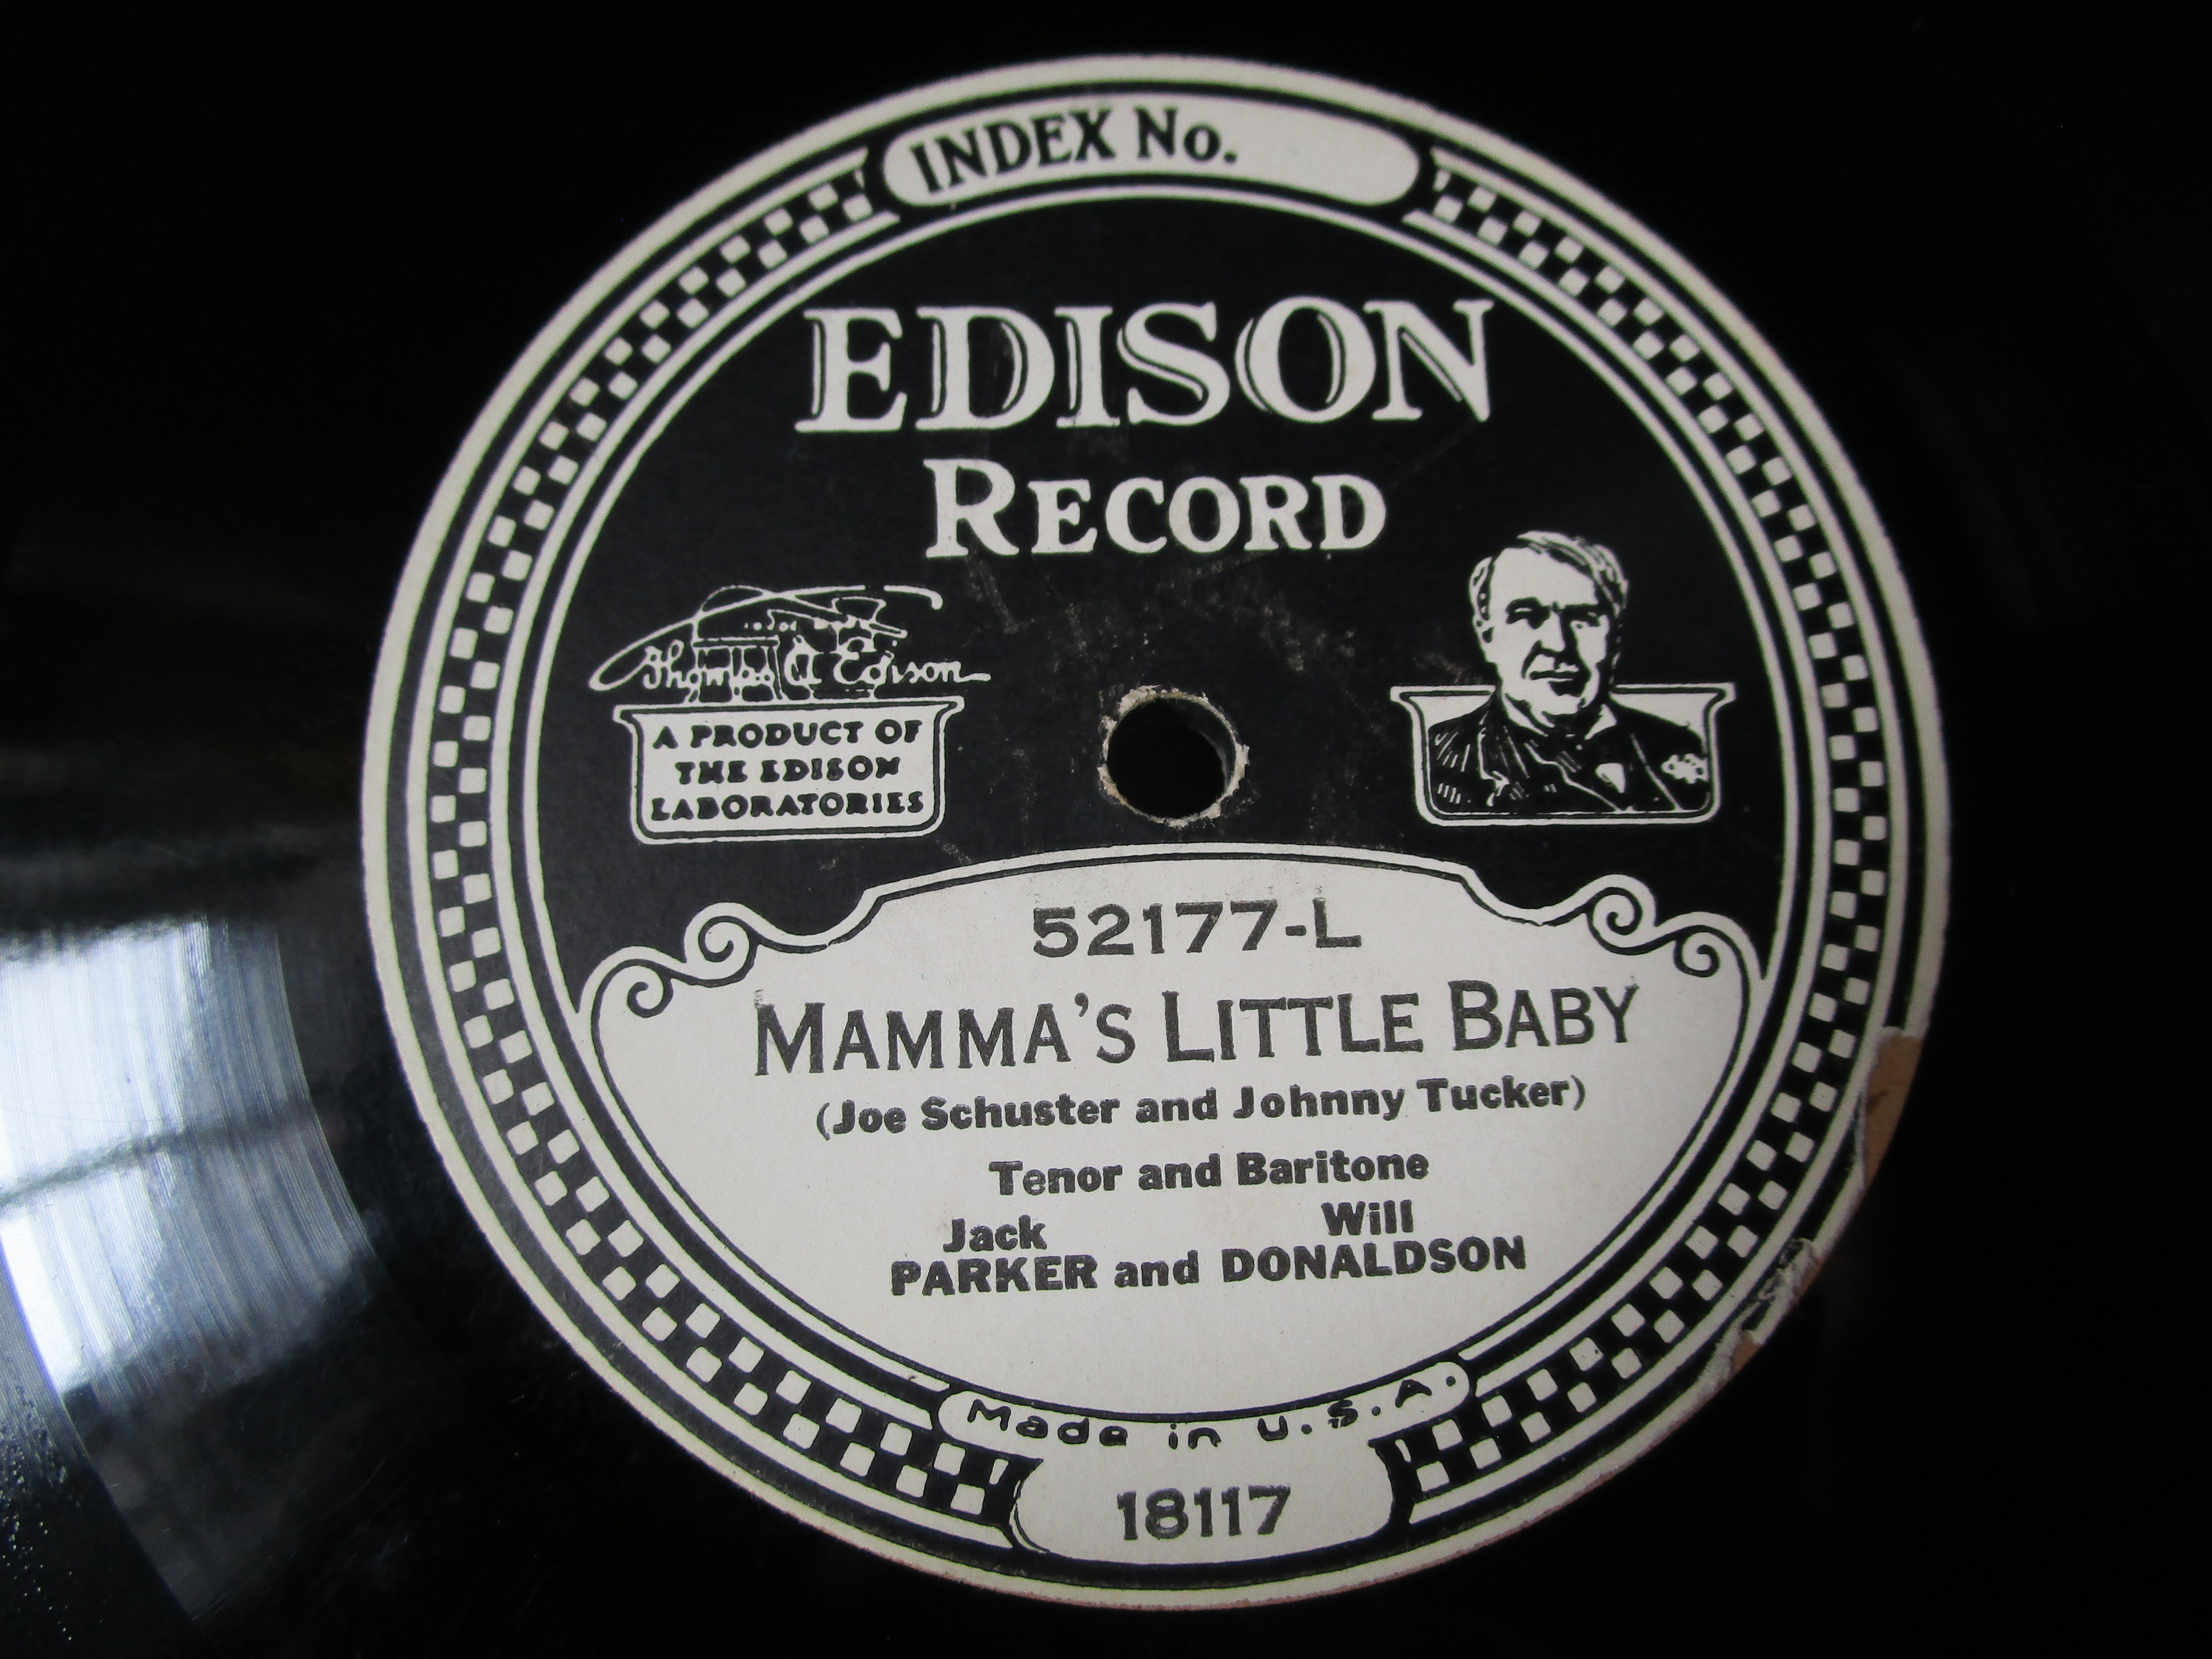 INDEX No.
EDISON
RECORD
Thomas A Edison
A PRODUCT OF
THE EDISON
LABORATORIES
52177-L
MAMMA'S LITTLE BABY
(Joe Schuster and Johnny Tucker)
Tenor and Baritone
Jack Will
PARKER and DONALDSON
Made in U.S.A.
18117